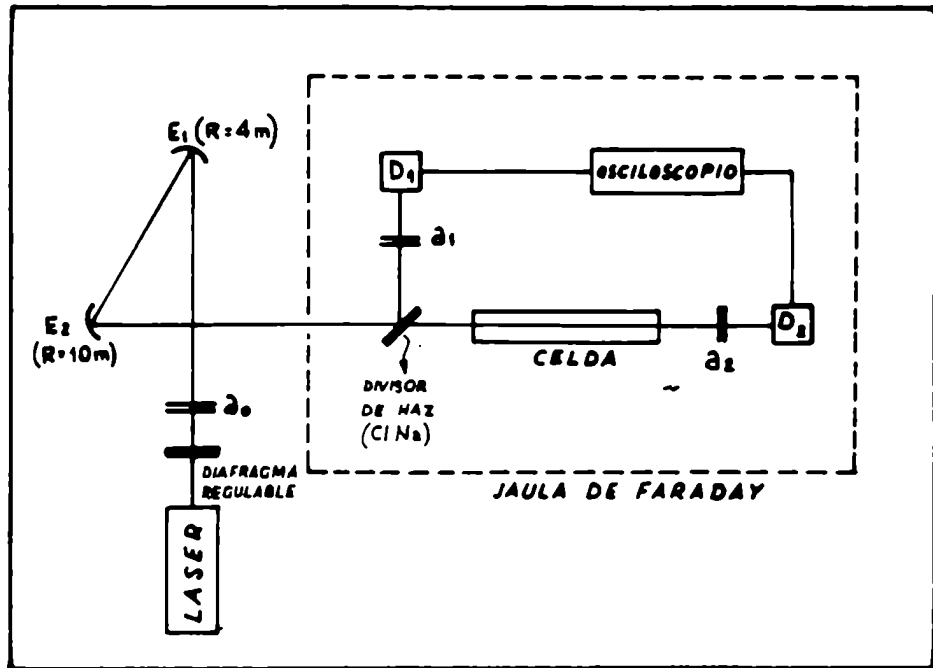 E₁ (R=4m)
D₁
OSCILOSCOPIO
a₁
E₂
(R=10m)
D₂
CELDA
a₂
DIVISOR
DE HAZ
(ClNa)
a₀
DIAFRAGMA
REGULABLE
JAULA DE FARADAY
LASER